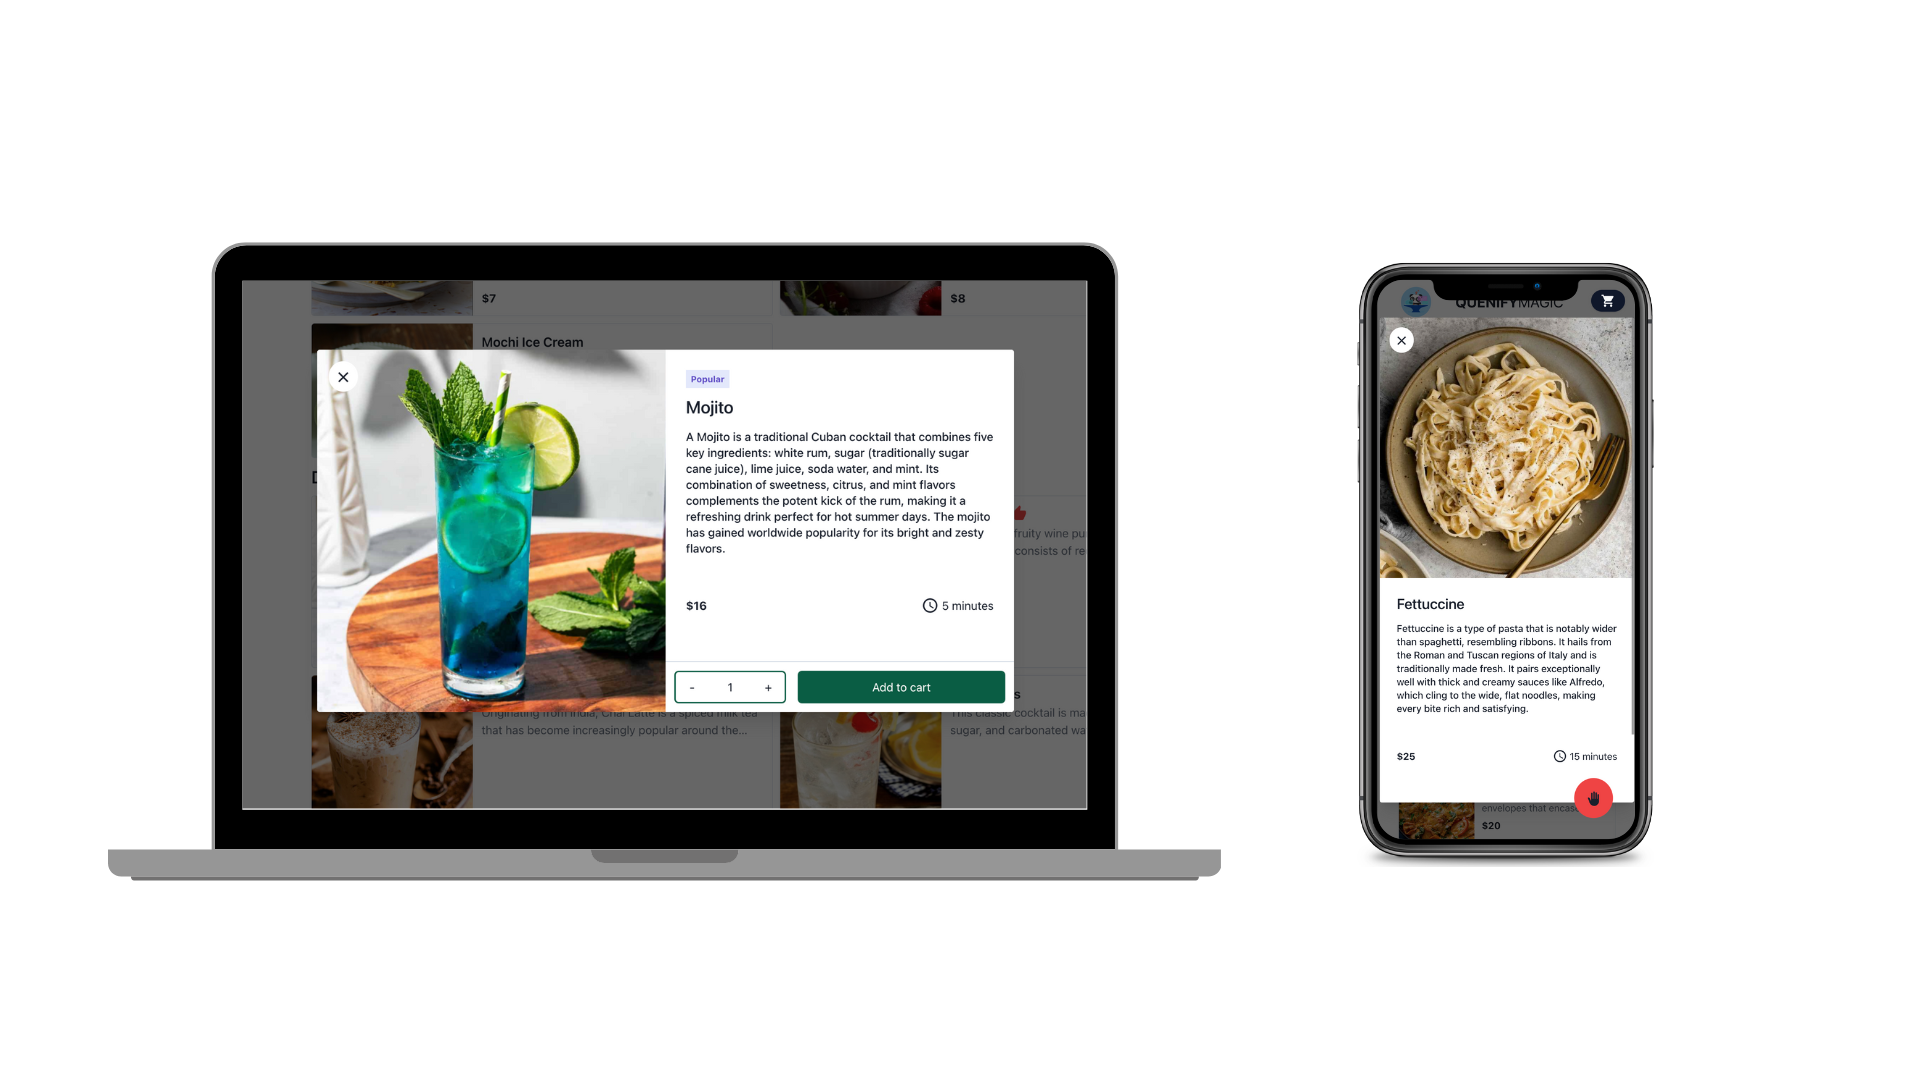 $7
$8
Mochi Ice Cream
Popular
Mojito
A Mojito is a traditional Cuban cocktail that combines five
key ingredients: white rum, sugar (traditionally sugar
cane juice), lime juice, soda water, and mint. Its
combination of sweetness, citrus, and mint flavors
complements the potent kick of the rum, making it a
refreshing drink perfect for hot summer days. The mojito
has gained worldwide popularity for its bright and zesty
flavors.
$16
5 minutes
- 1 +
Add to cart
fruity wine pu
consists of re
Originating from India, Chai Latte is a spiced milk tea
that has become increasingly popular around the...
This classic cocktail is ma
sugar, and carbonated wa
QUENIFYMAGIC
Fettuccine
Fettuccine is a type of pasta that is notably wider
than spaghetti, resembling ribbons. It hails from
the Roman and Tuscan regions of Italy and is
traditionally made fresh. It pairs exceptionally
well with thick and creamy sauces like Alfredo,
which cling to the wide, flat noodles, making
every bite rich and satisfying.
$25
15 minutes
envelopes that encas
$20